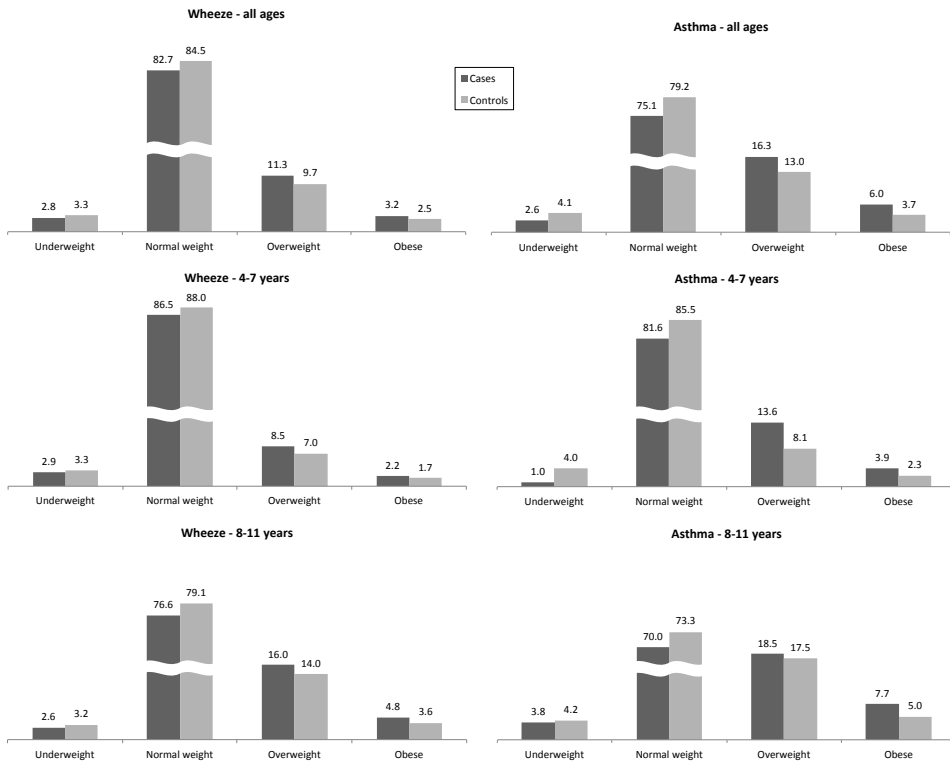 Wheeze - all ages
82.7 84.5
11.3 9.7
2.8 3.3
3.2 2.5
Underweight Normal weight Overweight Obese
Cases
Controls
Asthma - all ages
75.1 79.2
16.3 13.0
2.6 4.1
6.0 3.7
Underweight Normal weight Overweight Obese
Wheeze - 4-7 years
86.5 88.0
8.5 7.0
2.9 3.3
2.2 1.7
Underweight Normal weight Overweight Obese
Asthma - 4-7 years
81.6 85.5
13.6 8.1
1.0 4.0
3.9 2.3
Underweight Normal weight Overweight Obese
Wheeze - 8-11 years
76.6 79.1
16.0 14.0
2.6 3.2
4.8 3.6
Underweight Normal weight Overweight Obese
Asthma - 8-11 years
70.0 73.3
18.5 17.5
3.8 4.2
7.7 5.0
Underweight Normal weight Overweight Obese